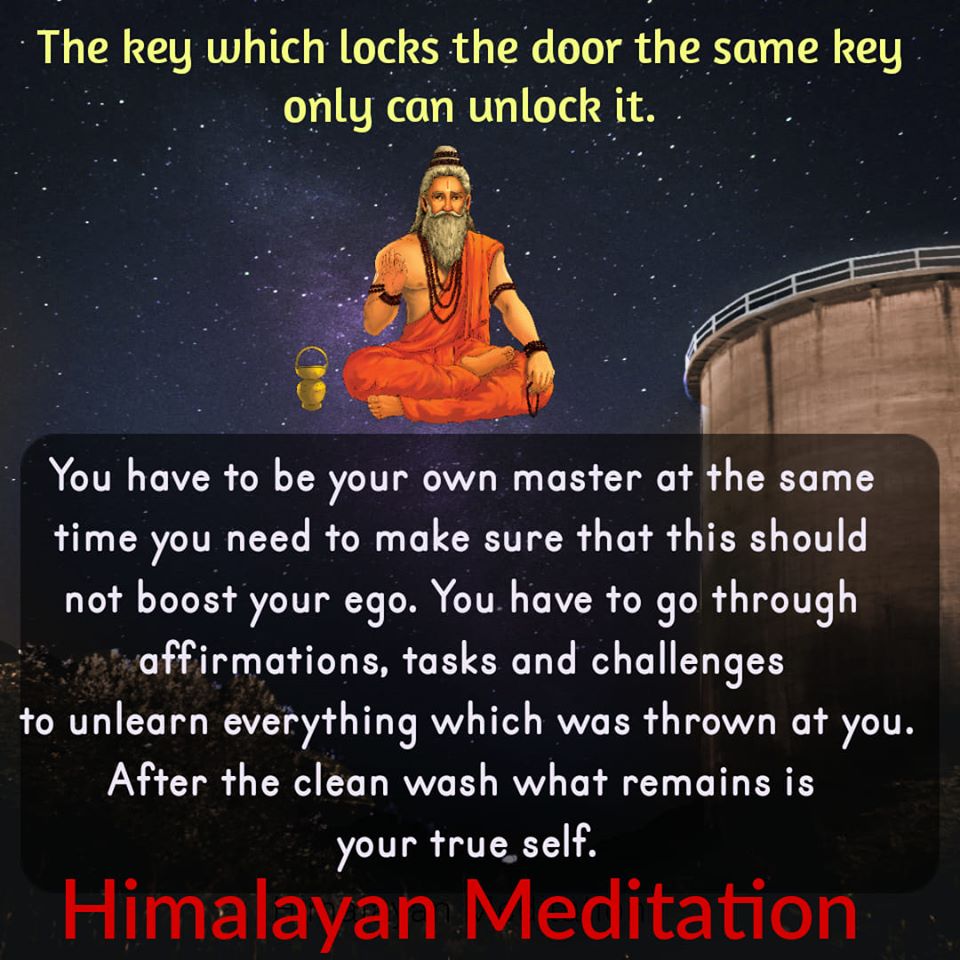 The key which locks the door the same key
only can unlock it.
You have to be your own master at the same
time you need to make sure that this should
not boost your ego. You have to go through
affirmations, tasks and challenges
to unlearn everything which was thrown at you.
After the clean wash what remains is
your true self.
Himalayan Meditation